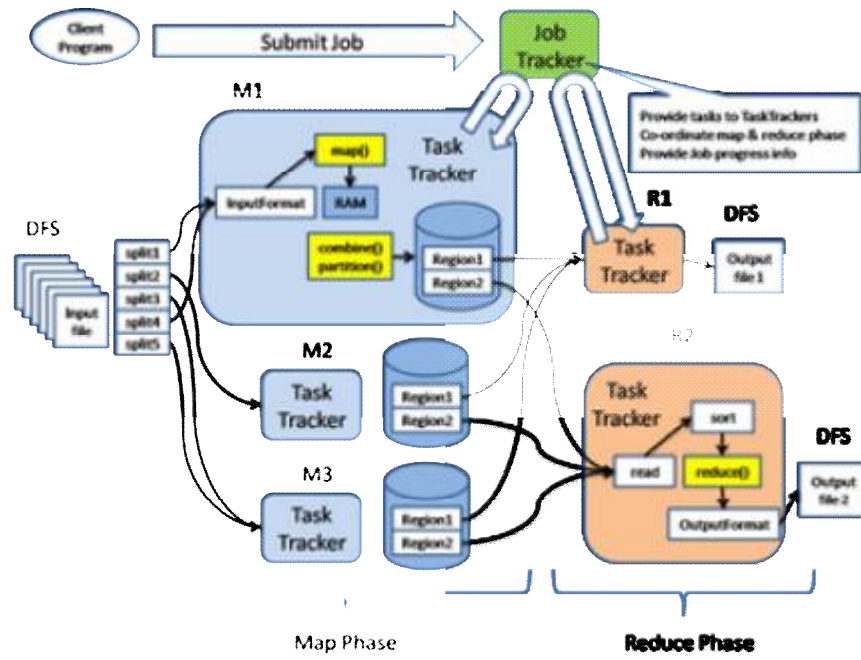 Client
Program
Submit Job
Job
Tracker
Provide tasks to TaskTrackers
Co-ordinate map & reduce phase
Provide Job progress info
M1
Task
Tracker
map()
InputFormat
RAM
combine()
partition()
Region1
Region2
DFS
Input
file
split1
split2
split3
split4
split5
R1
Task
Tracker
DFS
Output
file 1
M2
Task
Tracker
Region1
Region2
M3
Task
Tracker
Region1
Region2
R2
Task
Tracker
sort
read
reduce()
OutputFormat
DFS
Output
file 2
Map Phase
Reduce Phase